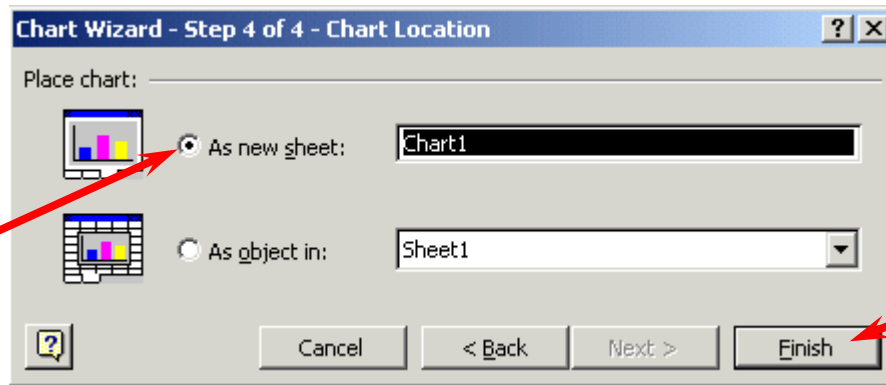 Chart Wizard - Step 4 of 4 - Chart Location ? X
Place chart:
As new sheet: Chart1
As object in: Sheet1
? Cancel < Back Next > Finish